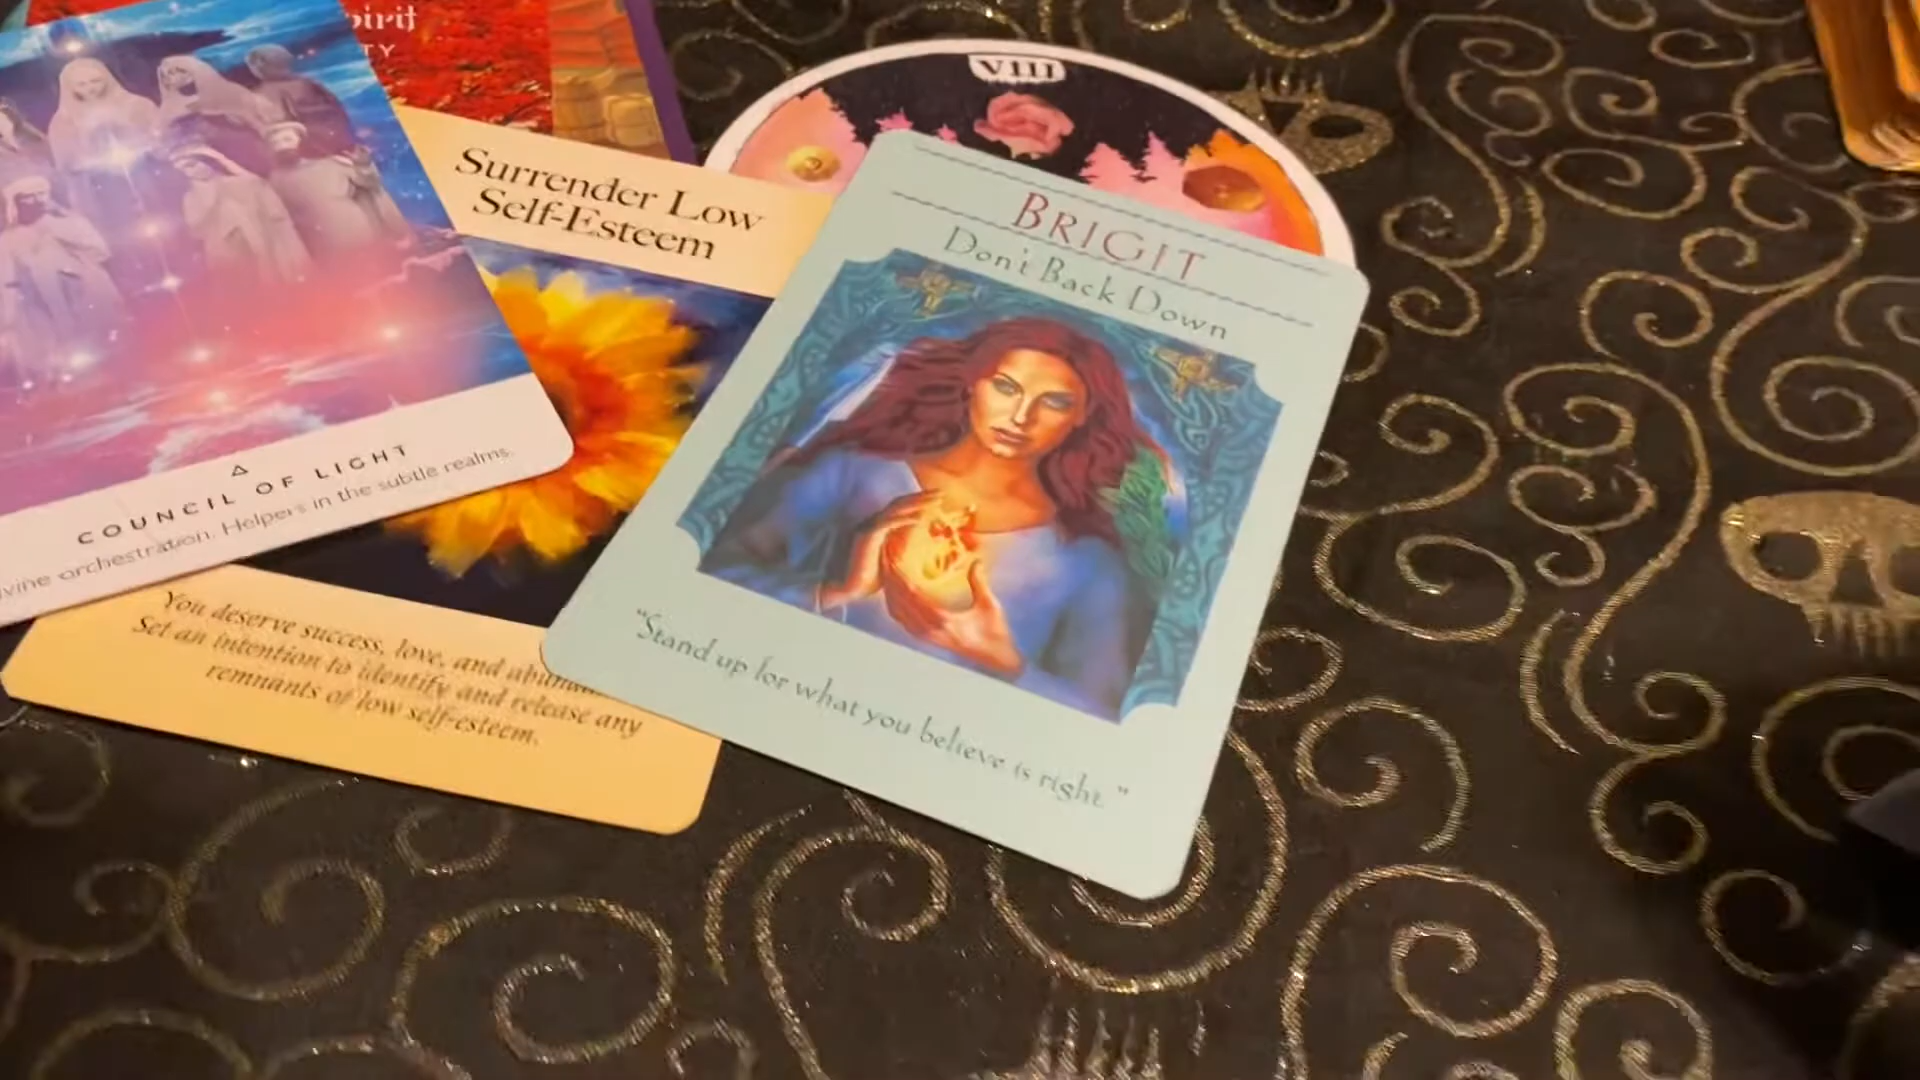 pirit
TY
VIII
Surrender Low
Self-Esteem
BRIGIT
Don't Back Down
COUNCIL OF LIGHT
orchestration. Helpers in the subtle realms.
You deserve success, love, and
Set an intention to identify and release any
remnants of low self-esteem.
"Stand up for what you believe is right."